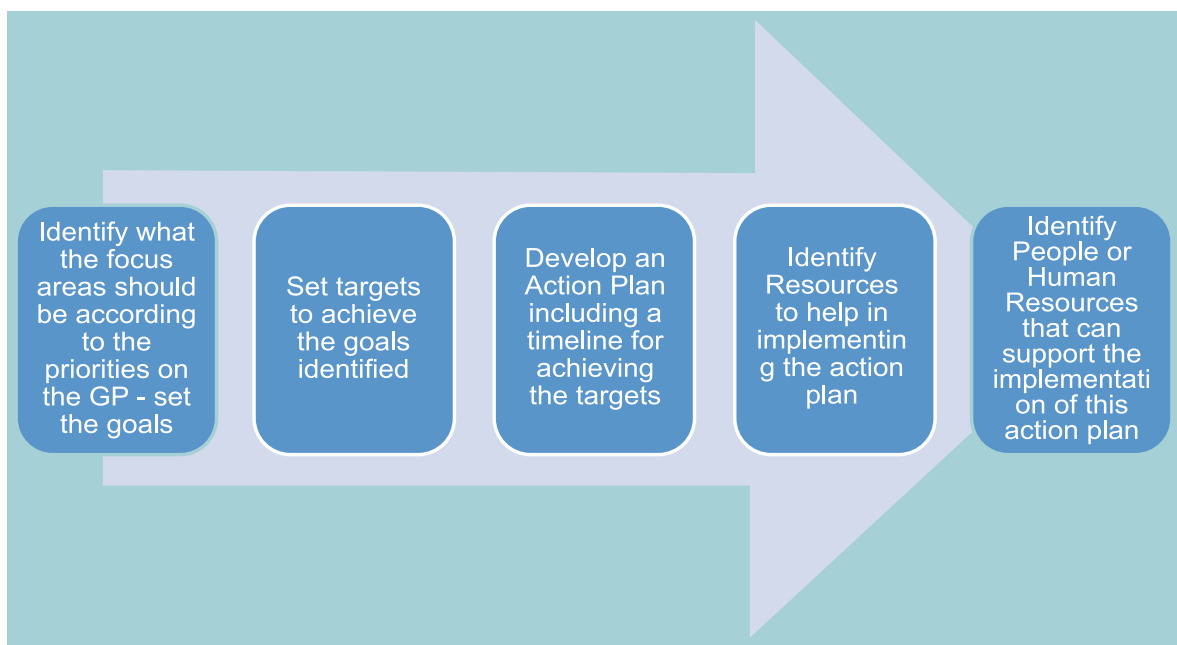 Identify what
the focus
areas should
be according
to the
priorities on
the GP - set
the goals
Set targets
to achieve
the goals
identified
Develop an
Action Plan
including a
timeline for
achieving
the targets
Identify
Resources
to help in
implementin
g the action
plan
Identify
People or
Human
Resources
that can
support the
implementati
on of this
action plan